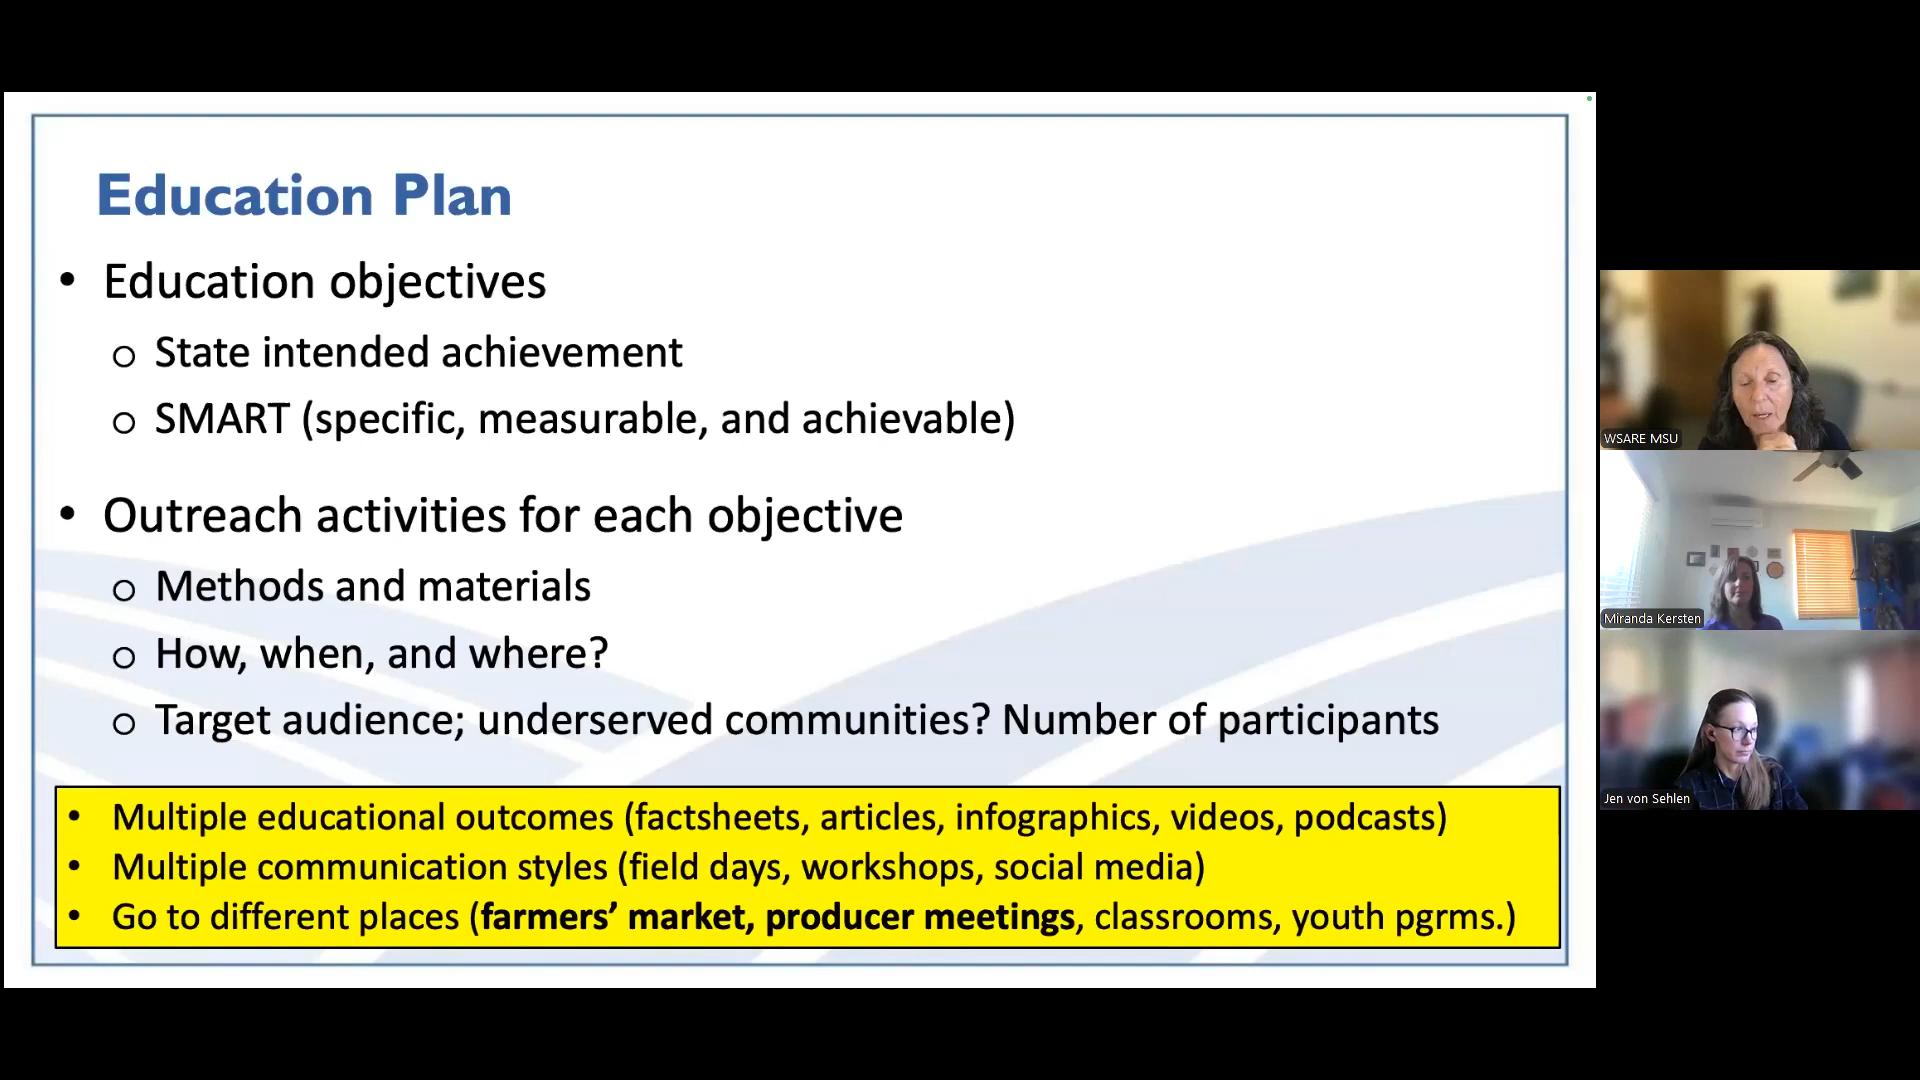 Education Plan
• Education objectives
o State intended achievement
o SMART (specific, measurable, and achievable)
• Outreach activities for each objective
o Methods and materials
o How, when, and where?
o Target audience; underserved communities? Number of participants
• Multiple educational outcomes (factsheets, articles, infographics, videos, podcasts)
• Multiple communication styles (field days, workshops, social media)
• Go to different places (farmers’ market, producer meetings, classrooms, youth pgrms.)
WSARE MSU
Miranda Kersten
Jen von Sehlen